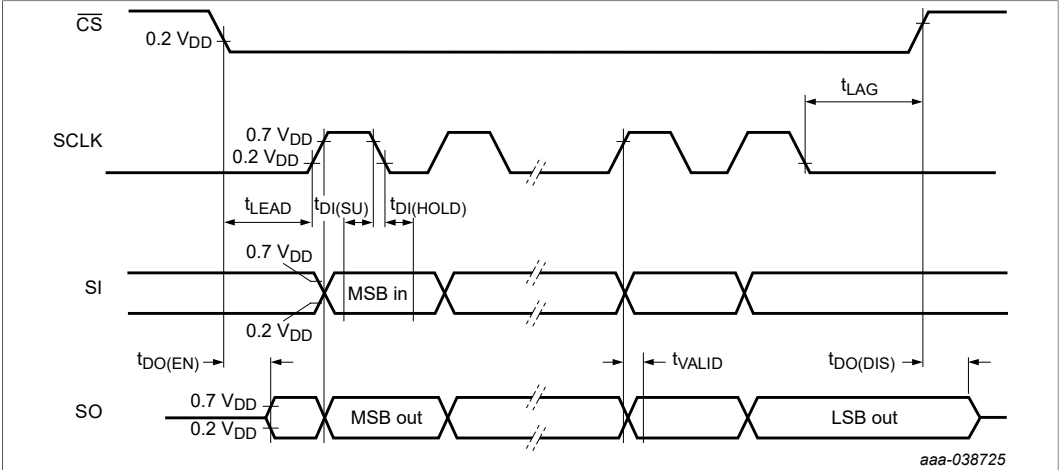 CS
0.2 VDD
tLAG
SCLK
0.7 VDD
0.2 VDD
tLEAD
tDI(SU)
tDI(HOLD)
0.7 VDD
SI
MSB in
0.2 VDD
tDO(EN)
tVALID
tDO(DIS)
0.7 VDD
SO
MSB out
LSB out
0.2 VDD
aaa-038725